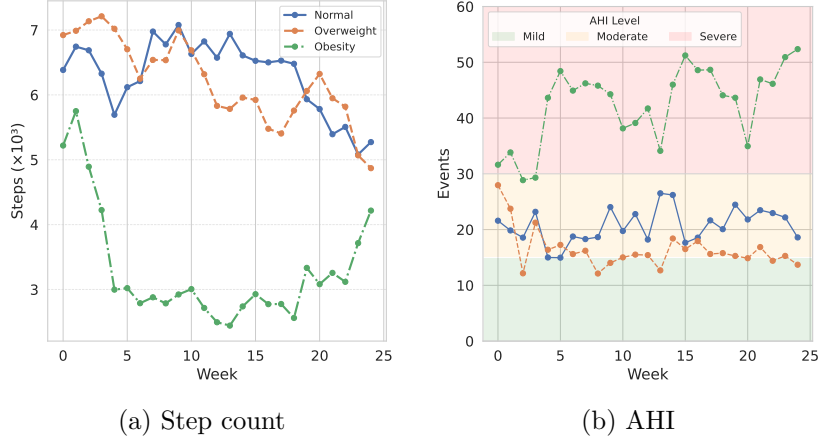 Normal
Overweight
Obesity
7
6
5
4
3
Steps (×10³)
0 5 10 15 20 25
Week
(a) Step count
AHI Level
Mild Moderate Severe
60
50
40
30
20
10
0
Events
0 5 10 15 20 25
Week
(b) AHI